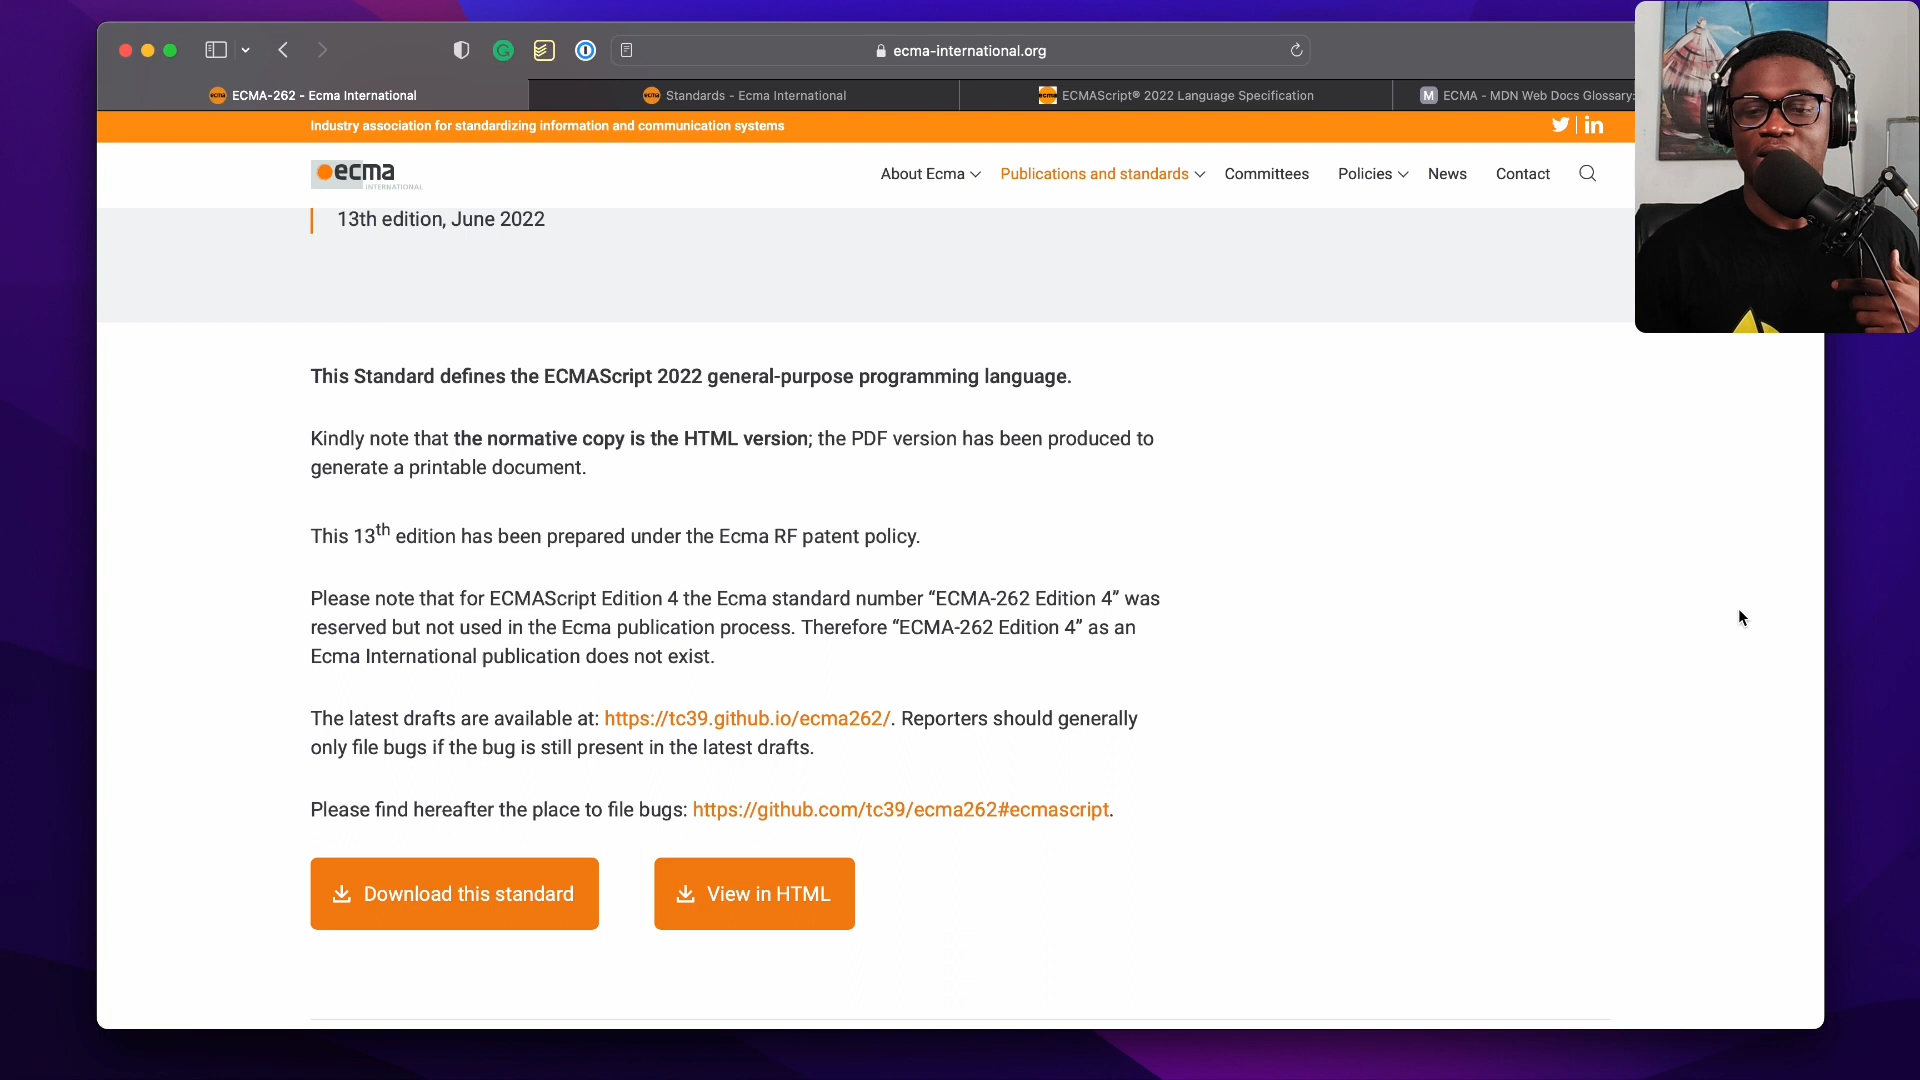 ecma-international.org
ECMA-262 - Ecma International
Standards - Ecma International
ECMAScript® 2022 Language Specification
M ECMA - MDN Web Docs Glossary:
Industry association for standardizing information and communication systems
ecma
INTERNATIONAL
About Ecma
Publications and standards
Committees
Policies
News
Contact
13th edition, June 2022
This Standard defines the ECMAScript 2022 general-purpose programming language.
Kindly note that the normative copy is the HTML version; the PDF version has been produced to
generate a printable document.
This 13th edition has been prepared under the Ecma RF patent policy.
Please note that for ECMAScript Edition 4 the Ecma standard number “ECMA-262 Edition 4” was
reserved but not used in the Ecma publication process. Therefore “ECMA-262 Edition 4” as an
Ecma International publication does not exist.
The latest drafts are available at: https://tc39.github.io/ecma262/. Reporters should generally
only file bugs if the bug is still present in the latest drafts.
Please find hereafter the place to file bugs: https://github.com/tc39/ecma262#ecmascript.
Download this standard
View in HTML